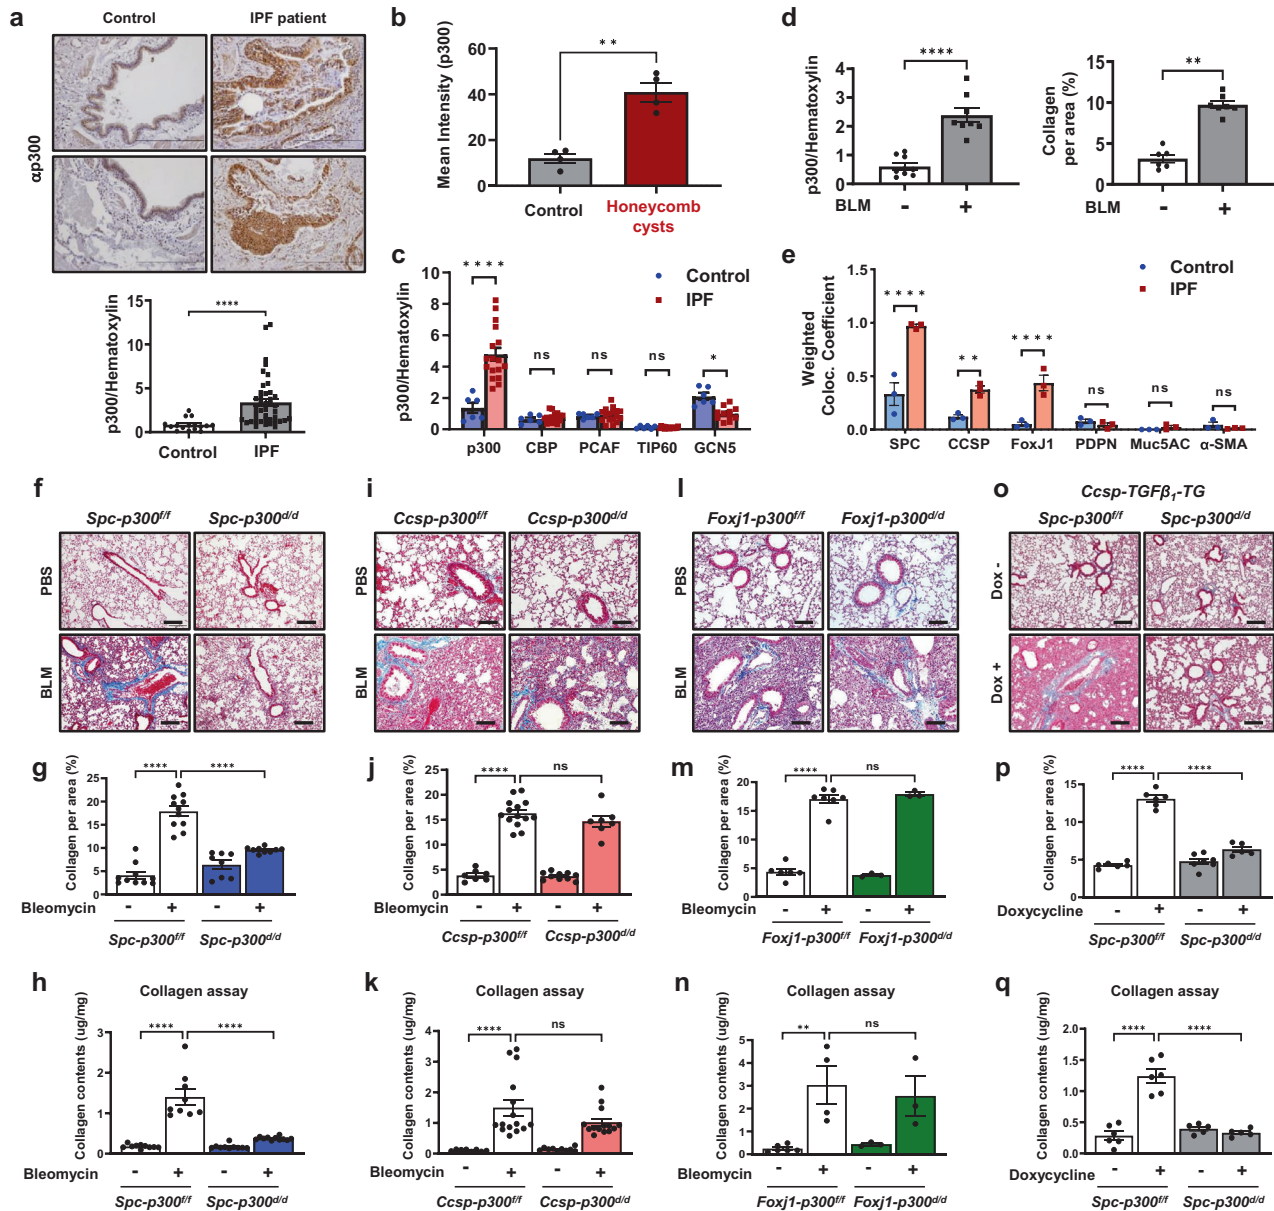 a
Control
IPF patient
αp300
p300/Hematoxylin
15
10
5
0
****
Control
IPF
b
Mean Intensity (p300)
60
40
20
0
**
Control
Honeycomb
cysts
c
p300/Hematoxylin
10
8
6
4
2
0
Control
IPF
****
ns
ns
ns
*
p300
CBP
PCAF
TIP60
GCN5
d
p300/Hematoxylin
4
3
2
1
0
****
BLM
-
+
Collagen
per area (%)
15
10
5
0
**
BLM
-
+
e
Weighted
Coloc. Coefficient
1.5
1.0
0.5
0.0
Control
IPF
****
**
****
ns
ns
ns
SPC
CCSP
FoxJ1
PDPN
Muc5AC
α-SMA
f
Spc-p300f/f
Spc-p300d/d
PBS
BLM
i
Ccsp-p300f/f
Ccsp-p300d/d
PBS
BLM
l
Foxj1-p300f/f
Foxj1-p300d/d
PBS
BLM
o
Ccsp-TGFβ1-TG
Spc-p300f/f
Spc-p300d/d
Dox -
Dox +
g
Collagen per area (%)
25
20
15
10
5
0
****
****
Bleomycin
-
+
-
+
Spc-p300f/f
Spc-p300d/d
j
Collagen per area (%)
25
20
15
10
5
0
****
ns
Bleomycin
-
+
-
+
Ccsp-p300f/f
Ccsp-p300d/d
m
Collagen per area (%)
20
15
10
5
0
****
ns
Bleomycin
-
+
-
+
Foxj1-p300f/f
Foxj1-p300d/d
p
Collagen per area (%)
15
10
5
0
****
****
Doxycycline
-
+
-
+
Spc-p300f/f
Spc-p300d/d
h
Collagen assay
Collagen contents (ug/mg)
3
2
1
0
****
****
Bleomycin
-
+
-
+
Spc-p300f/f
Spc-p300d/d
k
Collagen assay
Collagen contents (ug/mg)
4
3
2
1
0
****
ns
Bleomycin
-
+
-
+
Ccsp-p300f/f
Ccsp-p300d/d
n
Collagen assay
Collagen contents (ug/mg)
5
4
3
2
1
0
**
ns
Bleomycin
-
+
-
+
Foxj1-p300f/f
Foxj1-p300d/d
q
Collagen assay
Collagen contents (ug/mg)
2.0
1.5
1.0
0.5
0.0
****
****
Doxycycline
-
+
-
+
Spc-p300f/f
Spc-p300d/d